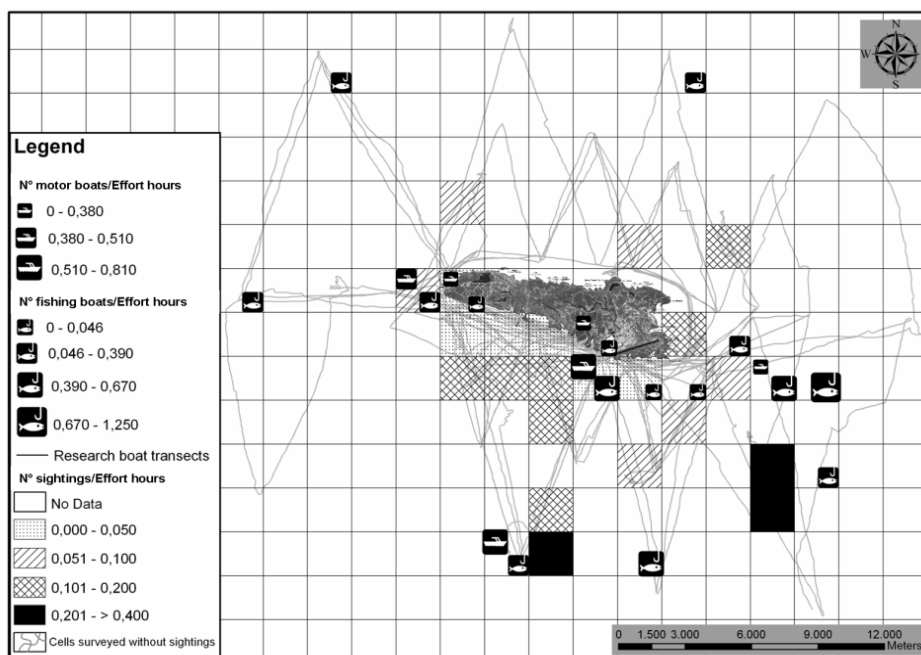 N
W
E
S
Legend
N° motor boats/Effort hours
0 - 0,380
0,380 - 0,510
0,510 - 0,810
N° fishing boats/Effort hours
0 - 0,046
0,046 - 0,390
0,390 - 0,670
0,670 - 1,250
Research boat transects
N° sightings/Effort hours
No Data
0,000 - 0,050
0,051 - 0,100
0,101 - 0,200
0,201 - > 0,400
Cells surveyed without sightings
0 1.500 3.000 6.000 9.000 12.000
Meters